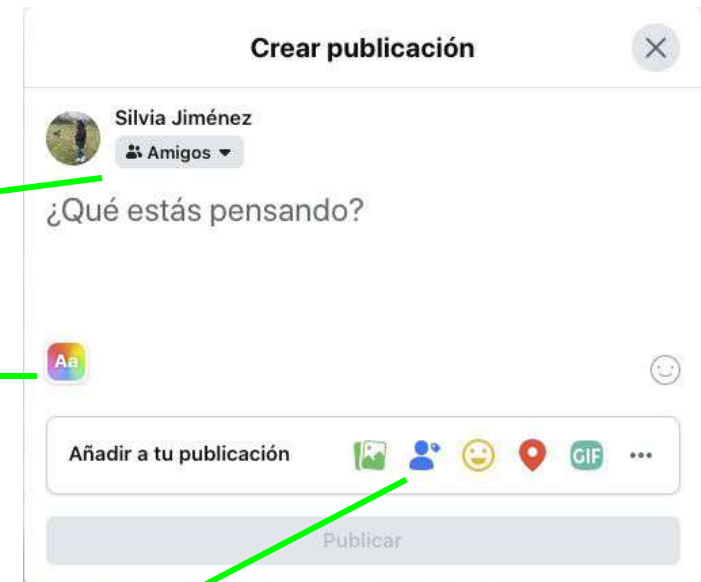 Crear publicación
Silvia Jiménez
Amigos
¿Qué estás pensando?
Aa
Añadir a tu publicación
GIF
Publicar